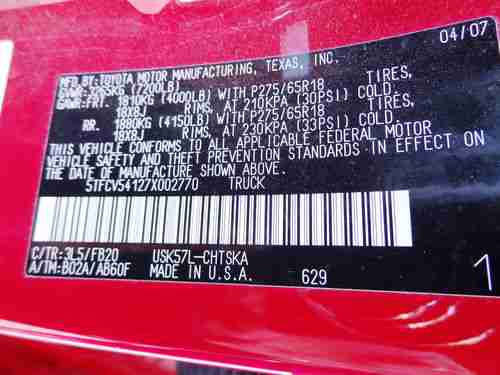 04/07
MFD.BY:TOYOTA MOTOR MANUFACTURING, TEXAS, INC.
GVWR:3265KG (7200LB)
GAWR:FRT. 1810KG (4000LB) WITH P275/65R18 TIRES,
18X8J RIMS, AT 210KPA (30PSI) COLD.
RR. 1880KG (4150LB) WITH P275/65R18 TIRES,
18X8J RIMS, AT 230KPA (33PSI) COLD.
THIS VEHICLE CONFORMS TO ALL APPLICABLE FEDERAL MOTOR
VEHICLE SAFETY AND THEFT PREVENTION STANDARDS IN EFFECT ON
THE DATE OF MANUFACTURE SHOWN ABOVE.
5TFCV54127X002770 TRUCK
C/TR:3L5/FB20 USK57L-CHTSKA
A/TM:B02A/AB60F MADE IN U.S.A. 629
1